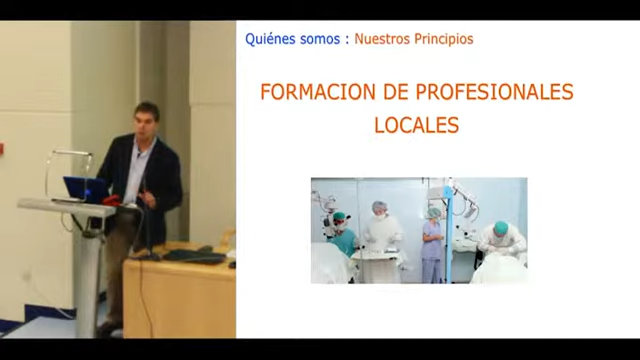 Quiénes somos : Nuestros Principios
FORMACION DE PROFESIONALES
LOCALES